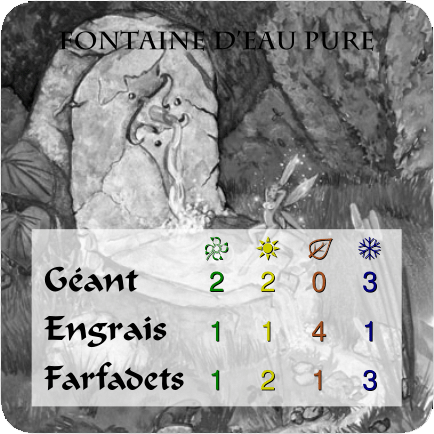 FONTAINE D'EAU PURE
Géant 2 2 0 3
Engrais 1 1 4 1
Farfadets 1 2 1 3